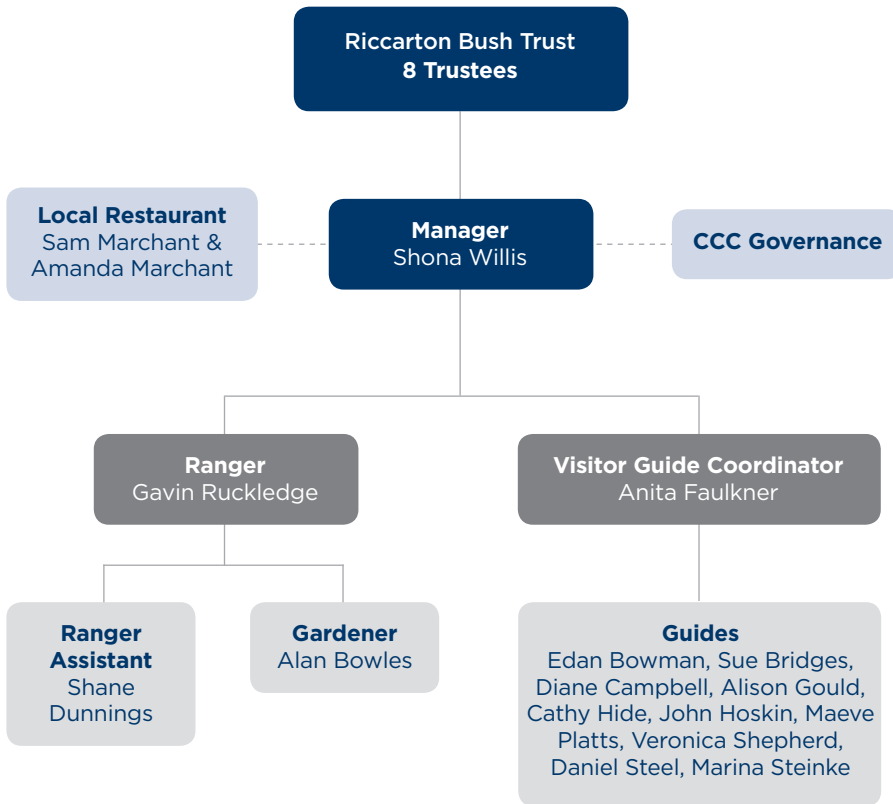 Riccarton Bush Trust
8 Trustees
Local Restaurant
Sam Marchant &
Amanda Marchant
Manager
Shona Willis
CCC Governance
Ranger
Gavin Ruckledge
Visitor Guide Coordinator
Anita Faulkner
Ranger
Assistant
Shane
Dunnings
Gardener
Alan Bowles
Guides
Edan Bowman, Sue Bridges,
Diane Campbell, Alison Gould,
Cathy Hide, John Hoskin, Maeve
Platts, Veronica Shepherd,
Daniel Steel, Marina Steinke